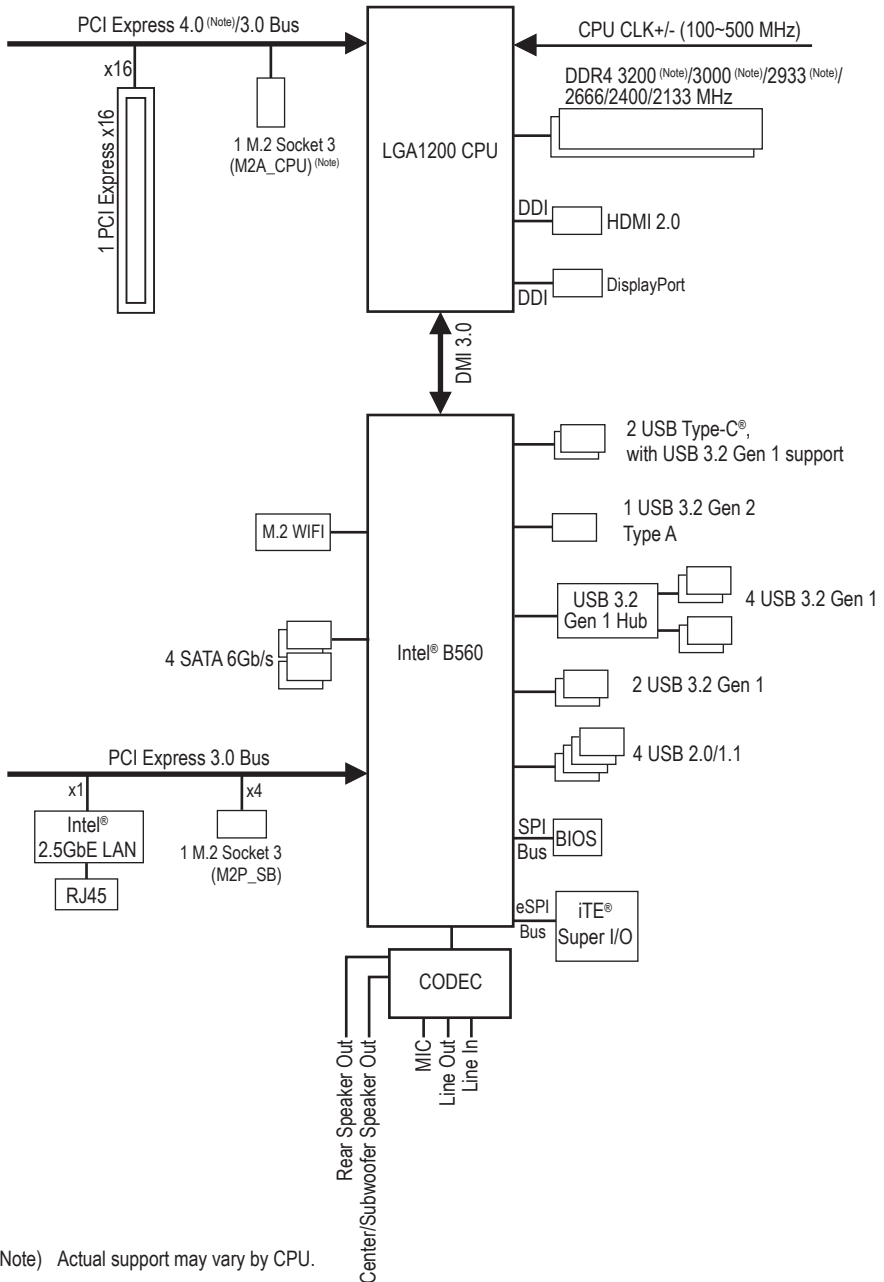 PCI Express 4.0 (Note)/3.0 Bus
CPU CLK+/- (100~500 MHz)
x16
1 PCI Express x16
1 M.2 Socket 3
(M2A_CPU) (Note)
LGA1200 CPU
DDR4 3200 (Note)/3000 (Note)/2933 (Note)/
2666/2400/2133 MHz
DDI
HDMI 2.0
DisplayPort
DDI
DMI 3.0
2 USB Type-C®,
with USB 3.2 Gen 1 support
M.2 WIFI
1 USB 3.2 Gen 2
Type A
USB 3.2
Gen 1 Hub
4 USB 3.2 Gen 1
4 SATA 6Gb/s
Intel® B560
2 USB 3.2 Gen 1
PCI Express 3.0 Bus
4 USB 2.0/1.1
x1
x4
Intel®
2.5GbE LAN
RJ45
1 M.2 Socket 3
(M2P_SB)
SPI
Bus
BIOS
eSPI
Bus
iTE®
Super I/O
CODEC
Rear Speaker Out
Center/Subwoofer Speaker Out
MIC
Line Out
Line In
Note) Actual support may vary by CPU.